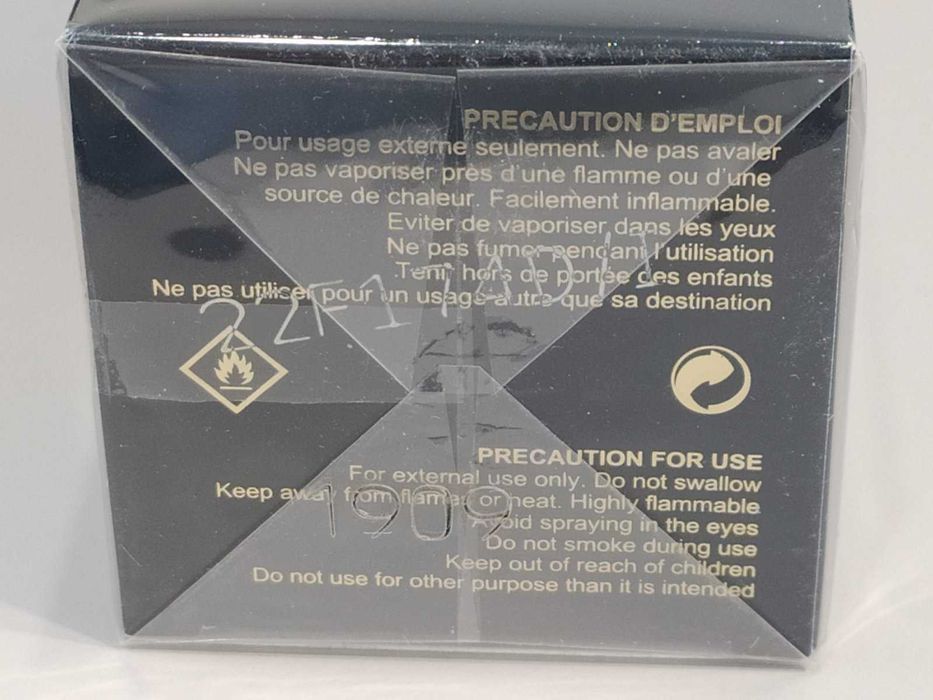 PRECAUTION D'EMPLOI
Pour usage externe seulement. Ne pas avaler
Ne pas vaporiser près d'une flamme ou d'une
source de chaleur. Facilement inflammable.
Eviter de vaporiser dans les yeux
Ne pas fumer pendant l'utilisation
Tenir hors de portée des enfants
Ne pas utiliser pour un usage autre que sa destination
PRECAUTION FOR USE
For external use only. Do not swallow
Keep away from flame or heat. Highly flammable
1909
Avoid spraying in the eyes
Do not smoke during use
Keep out of reach of children
Do not use for other purpose than it is intended